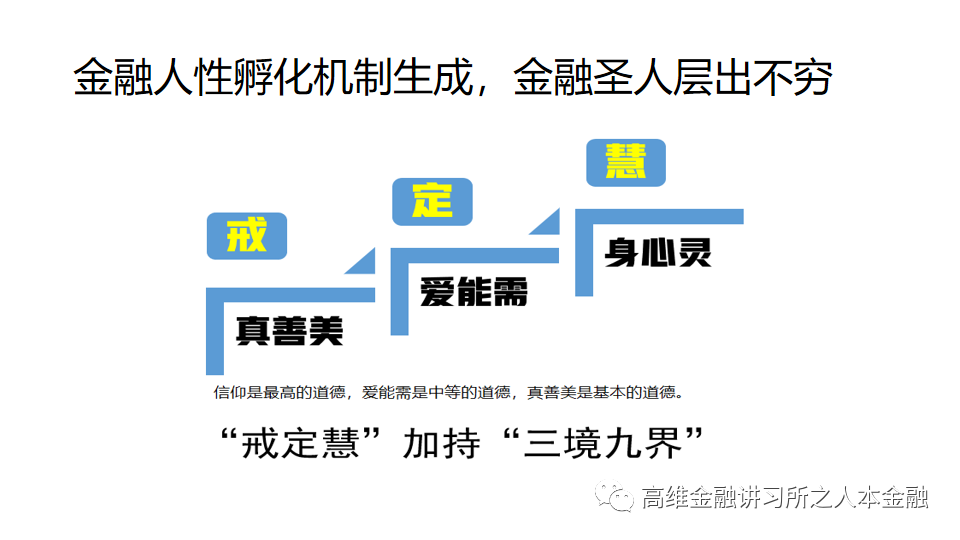 金融人性孵化机制生成，金融圣人层出不穷
慧
定
戒
身心灵
爱能需
真善美
信仰是最高的道德，爱能需是中等的道德，真善美是基本的道德。
“戒定慧”加持“三境九界”
高维金融讲习所之人本金融